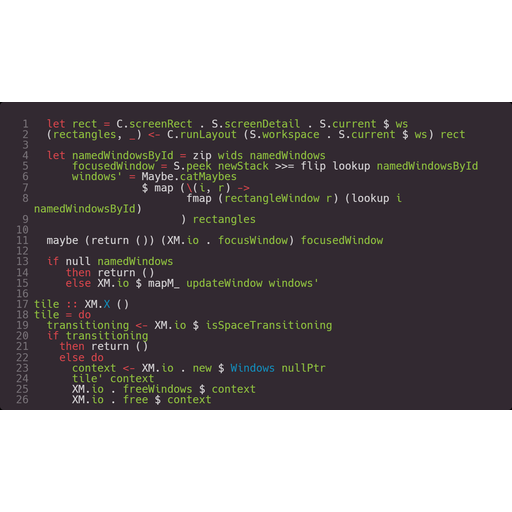 1   let rect = C.screenRect . S.screenDetail . S.current $ ws
2   (rectangles, _) <- C.runLayout (S.workspace . S.current $ ws) rect
3
4   let namedWindowsById = zip wids namedWindows
5       focusedWindow = S.peek newStack >>= flip lookup namedWindowsById
6       windows' = Maybe.catMaybes
7                  $ map (\(i, r) ->
8                         fmap (rectangleWindow r) (lookup i
namedWindowsById)
9                        ) rectangles
10
11   maybe (return ()) (XM.io . focusWindow) focusedWindow
12
13   if null namedWindows
14      then return ()
15      else XM.io $ mapM_ updateWindow windows'
16
17 tile :: XM.X ()
18 tile = do
19   transitioning <- XM.io $ isSpaceTransitioning
20   if transitioning
21     then return ()
22     else do
23       context <- XM.io . new $ Windows nullPtr
24       tile' context
25       XM.io . freeWindows $ context
26       XM.io . free $ context